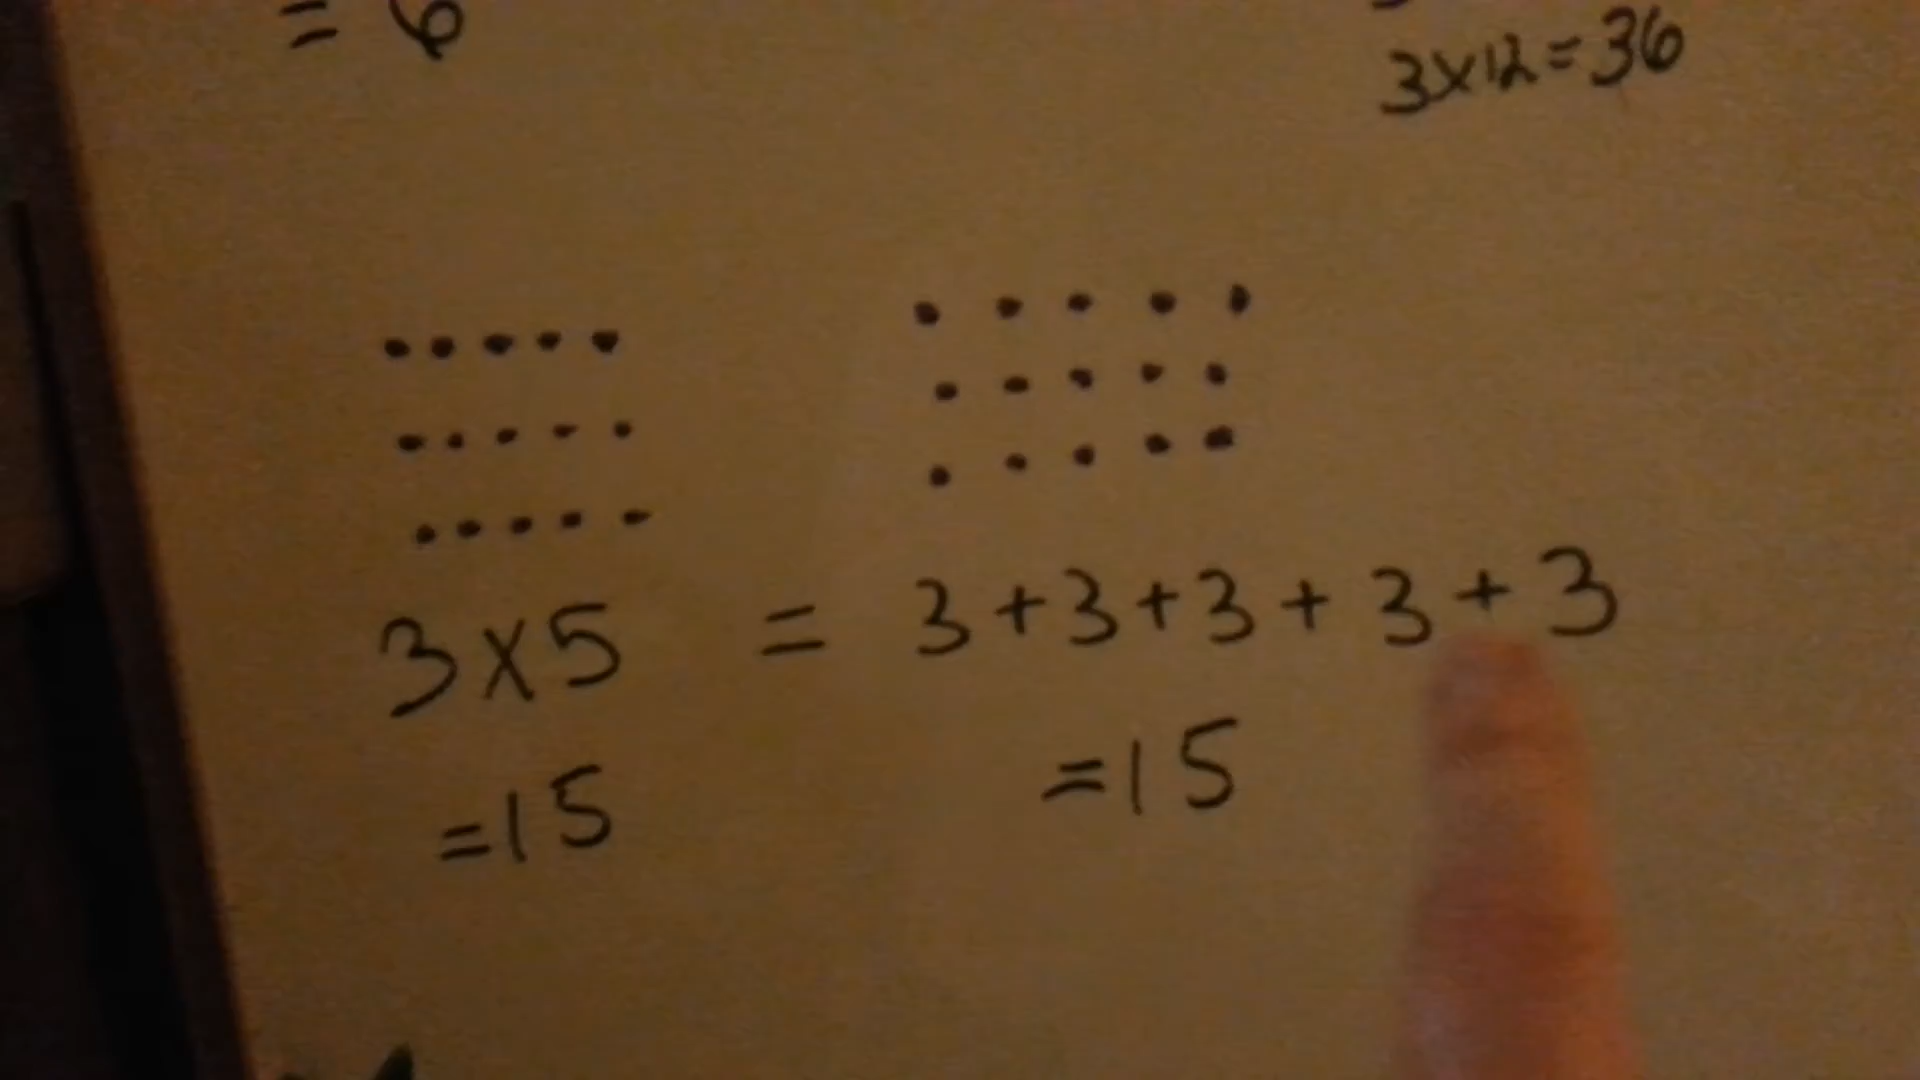 = 6
3x12=36
3x5 = 3+3+3+3+3
=15 =15